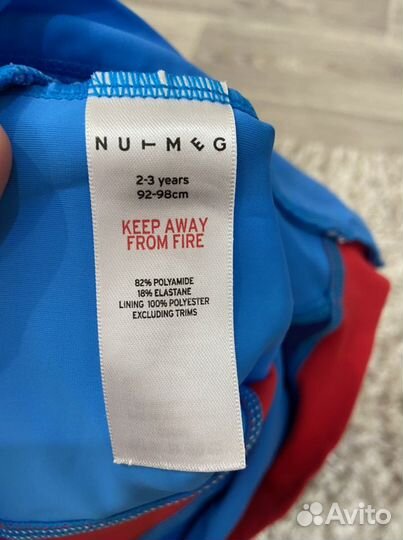 NUTMEG
2-3 years
92-98cm
KEEP AWAY
FROM FIRE
82% POLYAMIDE
18% ELASTANE
LINING 100% POLYESTER
EXCLUDING TRIMS
Avito